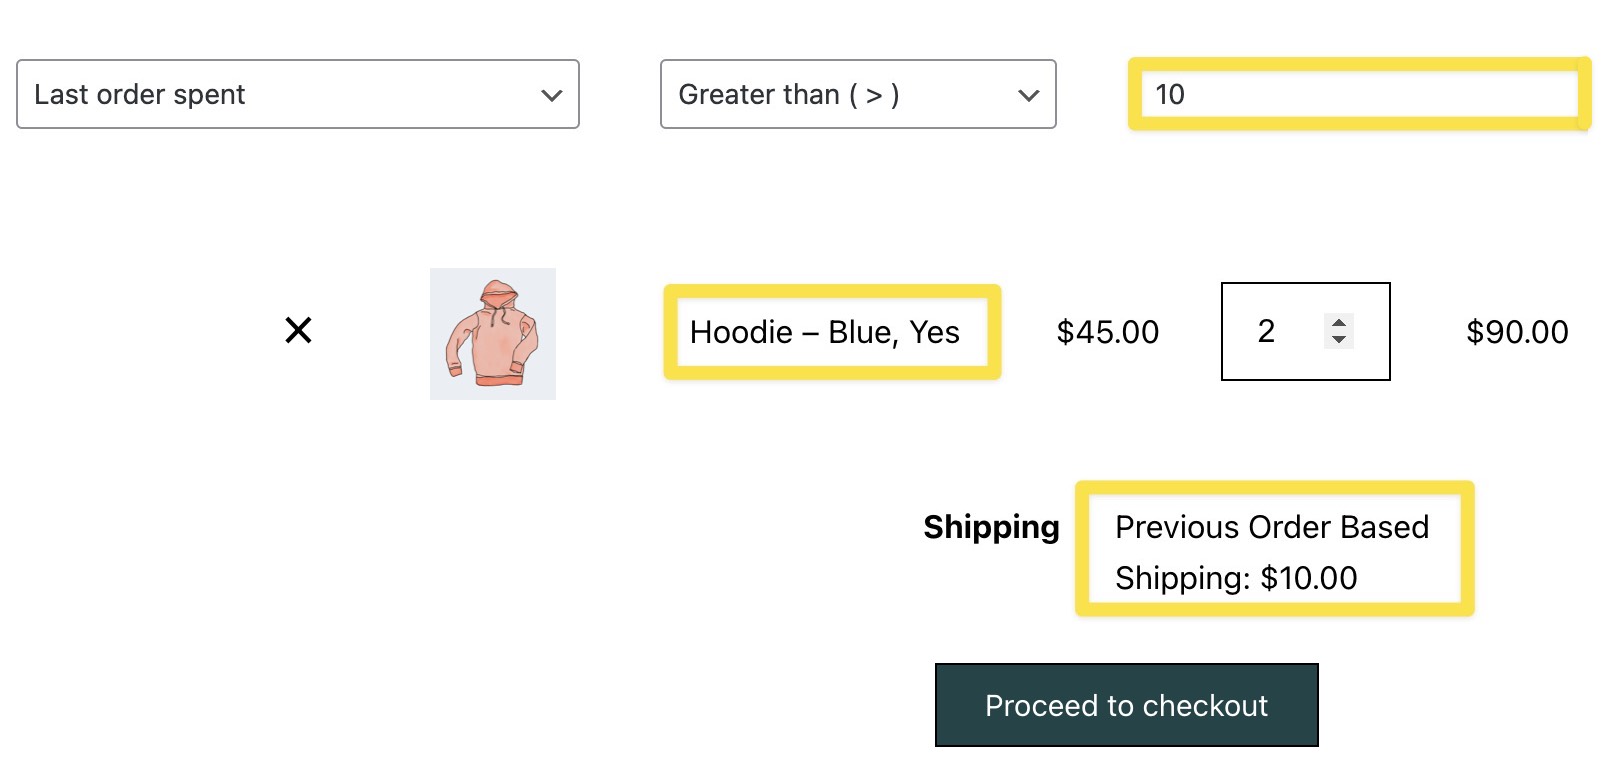 Last order spent
Greater than ( > )
10
Hoodie – Blue, Yes
$45.00
2
$90.00
Shipping
Previous Order Based
Shipping: $10.00
Proceed to checkout